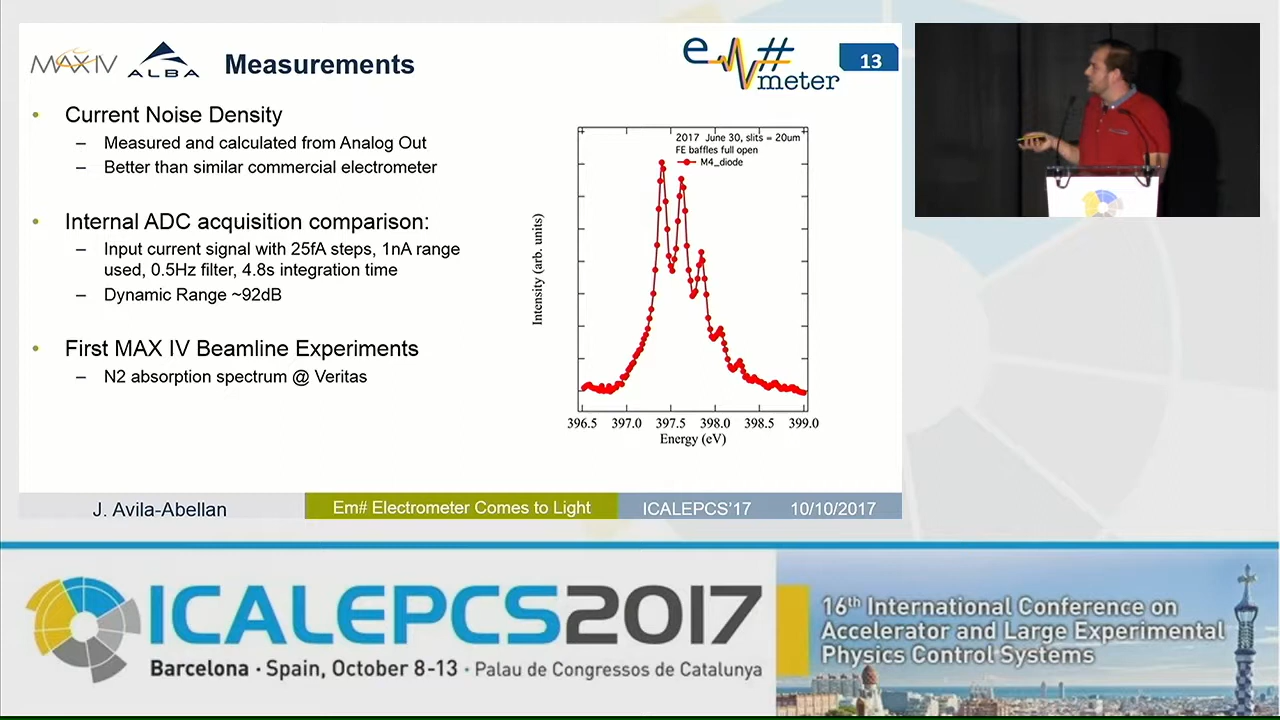 MAX IV
ALBA
Measurements
e # meter
13
• Current Noise Density
– Measured and calculated from Analog Out
– Better than similar commercial electrometer
• Internal ADC acquisition comparison:
– Input current signal with 25fA steps, 1nA range
used, 0.5Hz filter, 4.8s integration time
– Dynamic Range ~92dB
• First MAX IV Beamline Experiments
– N2 absorption spectrum @ Veritas
2017 June 30, slits = 20um
FE baffles full open
M4_diode
Intensity (arb. units)
396.5 397.0 397.5 398.0 398.5 399.0
Energy (eV)
J. Avila-Abellan
Em# Electrometer Comes to Light
ICALEPCS'17
10/10/2017
ICALEPCS2017
Barcelona · Spain, October 8-13 · Palau de Congressos de Catalunya
16th International Conference on
Accelerator and Large Experimental
Physics Control Systems